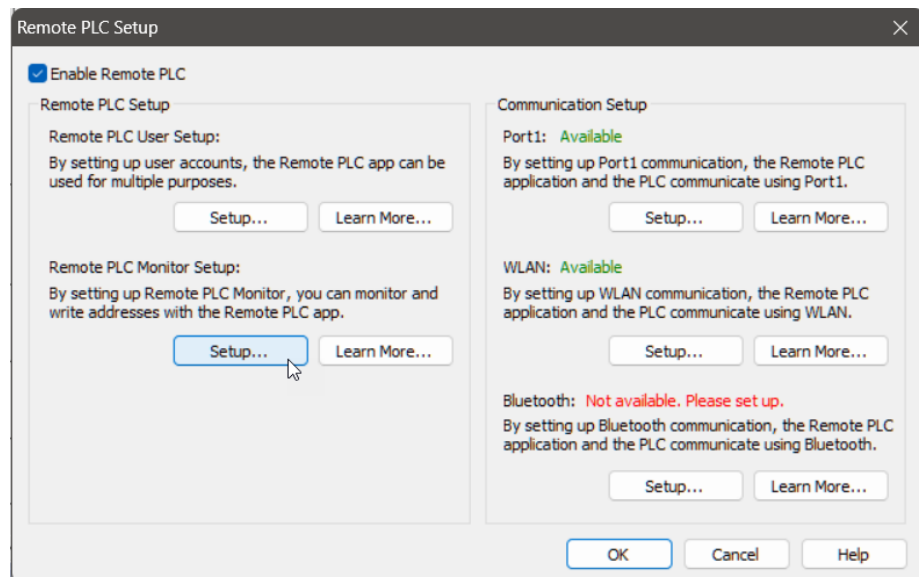 Remote PLC Setup
Enable Remote PLC
Remote PLC Setup
Remote PLC User Setup:
By setting up user accounts, the Remote PLC app can be
used for multiple purposes.
Setup...
Learn More...
Remote PLC Monitor Setup:
By setting up Remote PLC Monitor, you can monitor and
write addresses with the Remote PLC app.
Setup...
Learn More...
Communication Setup
Port1: Available
By setting up Port1 communication, the Remote PLC
application and the PLC communicate using Port1.
Setup...
Learn More...
WLAN: Available
By setting up WLAN communication, the Remote PLC
application and the PLC communicate using WLAN.
Setup...
Learn More...
Bluetooth: Not available. Please set up.
By setting up Bluetooth communication, the Remote PLC
application and the PLC communicate using Bluetooth.
Setup...
Learn More...
OK
Cancel
Help